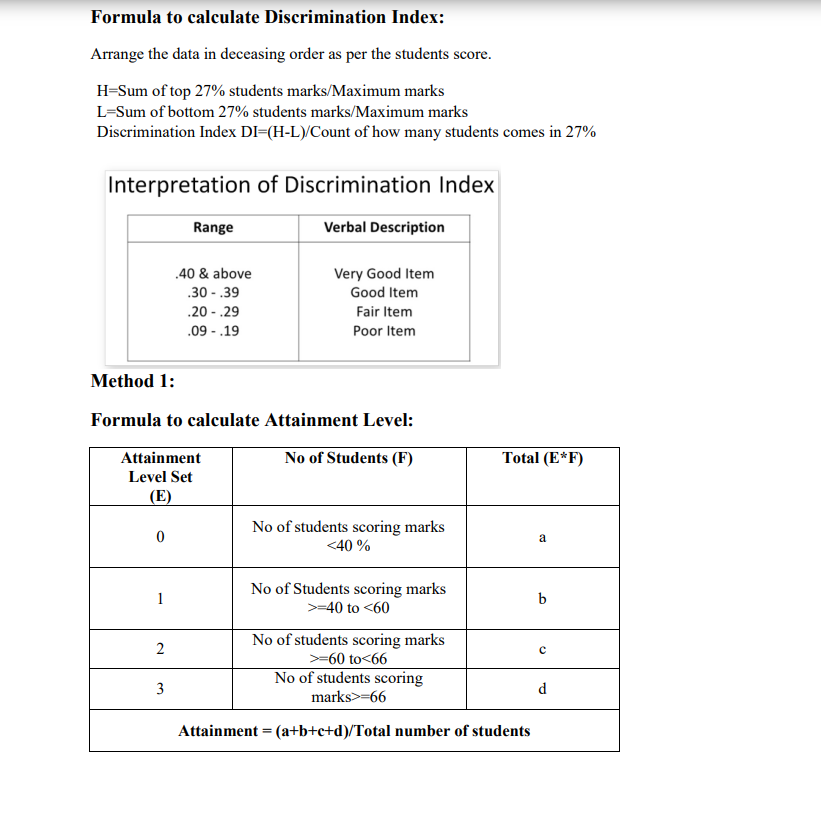 Formula to calculate Discrimination Index:
Arrange the data in deceasing order as per the students score.
H=Sum of top 27% students marks/Maximum marks
L=Sum of bottom 27% students marks/Maximum marks
Discrimination Index DI=(H-L)/Count of how many students comes in 27%
Interpretation of Discrimination Index
Range Verbal Description
.40 & above Very Good Item
.30 - .39 Good Item
.20 - .29 Fair Item
.09 - .19 Poor Item
Method 1:
Formula to calculate Attainment Level:
Attainment
Level Set
(E)
No of Students (F)
Total (E*F)
0
No of students scoring marks
<40 %
a
1
No of Students scoring marks
>=40 to <60
b
2
No of students scoring marks
>=60 to<66
c
3
No of students scoring
marks>=66
d
Attainment = (a+b+c+d)/Total number of students